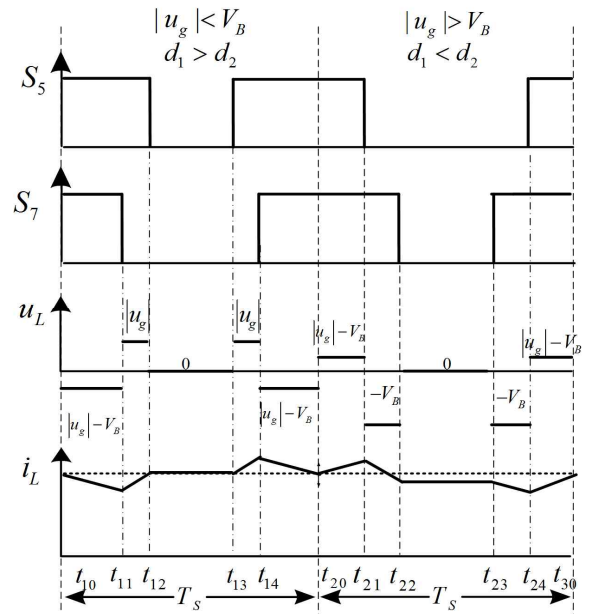 |u_g|<V_B |u_g|>V_B
d_1>d_2 d_1<d_2
S_5
S_7
u_L |u_g| 0 |u_g| |u_g|-V_B 0 |u_g|-V_B
|u_g|-V_B |u_g|-V_B -V_B -V_B
i_L
t_10 t_11 t_12 t_13 t_14 t_20 t_21 t_22 t_23 t_24 t_30
T_S T_S